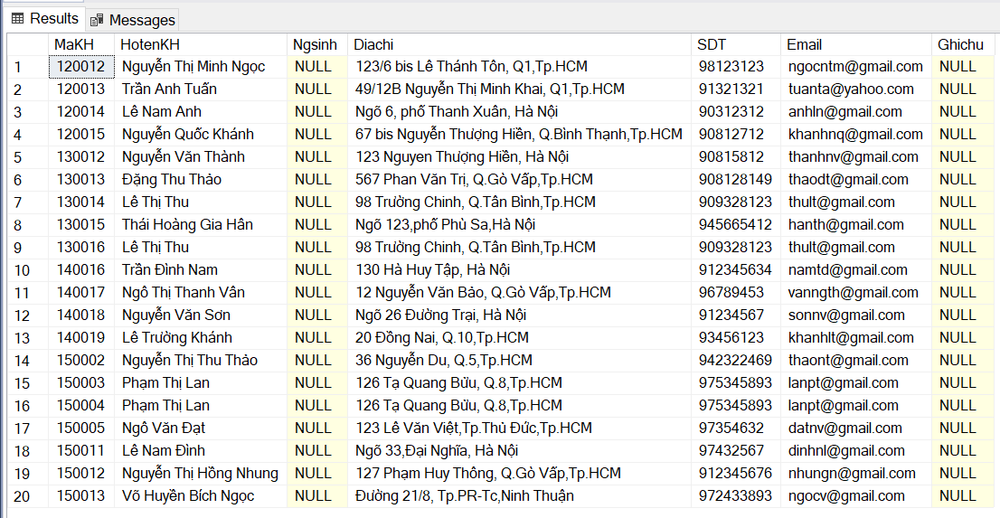 Results Messages
MaKH HotenKH Ngsinh Diachi SDT Email Ghichu
1 120012 Nguyễn Thị Minh Ngọc NULL 123/6 bis Lê Thánh Tôn, Q1,Tp.HCM 98123123 ngocntm@gmail.com NULL
2 120013 Trần Anh Tuấn NULL 49/12B Nguyễn Thị Minh Khai, Q1,Tp.HCM 91321321 tuanta@yahoo.com NULL
3 120014 Lê Nam Anh NULL Ngõ 6, phố Thanh Xuân, Hà Nội 90312312 anhln@gmail.com NULL
4 120015 Nguyễn Quốc Khánh NULL 67 bis Nguyễn Thượng Hiền, Q.Bình Thạnh,Tp.HCM 90812712 khanhnq@gmail.com NULL
5 130012 Nguyễn Văn Thành NULL 123 Nguyen Thượng Hiền, Hà Nội 90815812 thanhnv@gmail.com NULL
6 130013 Đặng Thu Thảo NULL 567 Phan Văn Trị, Q.Gò Vấp,Tp.HCM 908128149 thaodt@gmail.com NULL
7 130014 Lê Thị Thu NULL 98 Trường Chinh, Q.Tân Bình,Tp.HCM 909328123 thult@gmail.com NULL
8 130015 Thái Hoàng Gia Hân NULL Ngõ 123,phố Phù Sa,Hà Nội 945665412 hanth@gmail.com NULL
9 130016 Lê Thị Thu NULL 98 Trường Chinh, Q.Tân Bình,Tp.HCM 909328123 thult@gmail.com NULL
10 140016 Trần Đình Nam NULL 130 Hà Huy Tập, Hà Nội 912345634 namtd@gmail.com NULL
11 140017 Ngô Thị Thanh Vân NULL 12 Nguyễn Văn Bảo, Q.Gò Vấp,Tp.HCM 96789453 vanngth@gmail.com NULL
12 140018 Nguyễn Văn Sơn NULL Ngõ 26 Đường Trại, Hà Nội 91234567 sonnv@gmail.com NULL
13 140019 Lê Trường Khánh NULL 20 Đồng Nai, Q.10,Tp.HCM 93456123 khanhlt@gmail.com NULL
14 150002 Nguyễn Thị Thu Thảo NULL 36 Nguyễn Du, Q.5,Tp.HCM 942322469 thaont@gmail.com NULL
15 150003 Phạm Thị Lan NULL 126 Tạ Quang Bửu, Q.8,Tp.HCM 975345893 lanpt@gmail.com NULL
16 150004 Phạm Thị Lan NULL 126 Tạ Quang Bửu, Q.8,Tp.HCM 975345893 lanpt@gmail.com NULL
17 150005 Ngô Văn Đạt NULL 123 Lê Văn Việt,Tp.Thủ Đức,Tp.HCM 97354632 datnv@gmail.com NULL
18 150011 Lê Nam Đình NULL Ngõ 33,Đại Nghĩa, Hà Nội 97432567 dinhnl@gmail.com NULL
19 150012 Nguyễn Thị Hồng Nhung NULL 127 Phạm Huy Thông, Q.Gò Vấp,Tp.HCM 912345676 nhungn@gmail.com NULL
20 150013 Võ Huyền Bích Ngọc NULL Đường 21/8, Tp.PR-Tc,Ninh Thuận 972433893 ngocv@gmail.com NULL